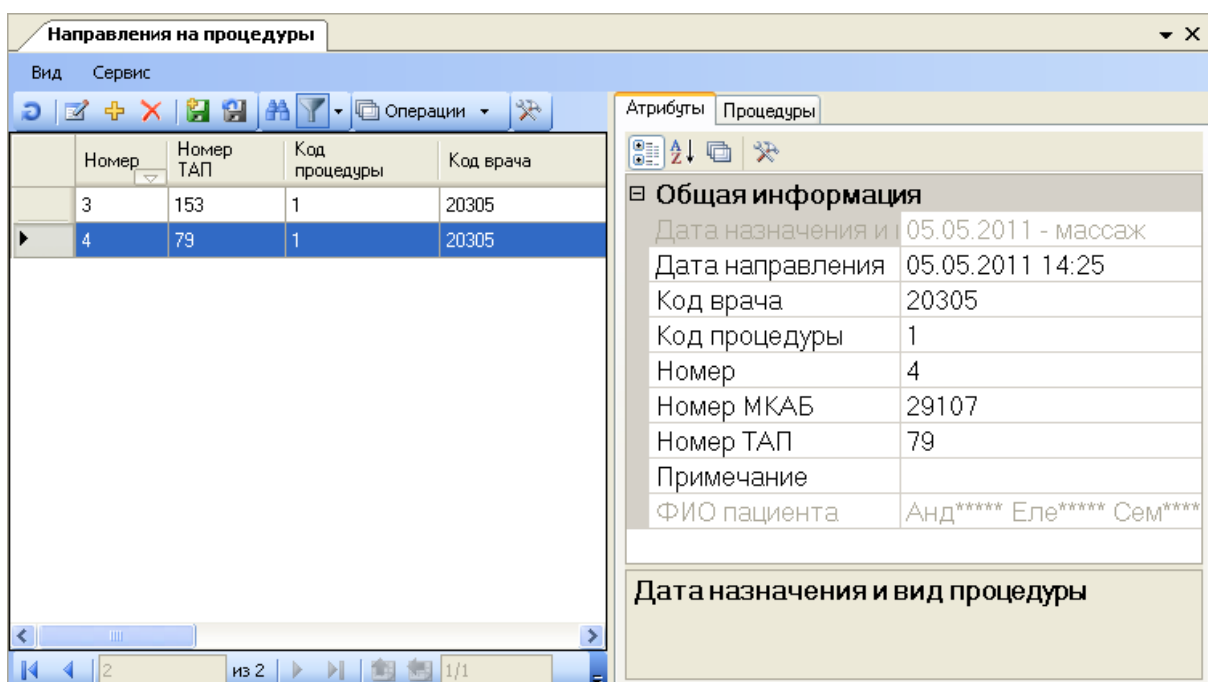 Направления на процедуры
Вид Сервис
Операции
Номер Номер ТАП Код процедуры Код врача
3 153 1 20305
4 79 1 20305
2 из 2 1/1
Атрибуты Процедуры
Общая информация
Дата назначения и 05.05.2011 - массаж
Дата направления 05.05.2011 14:25
Код врача 20305
Код процедуры 1
Номер 4
Номер МКАБ 29107
Номер ТАП 79
Примечание
ФИО пациента Анд***** Еле***** Сем****
Дата назначения и вид процедуры